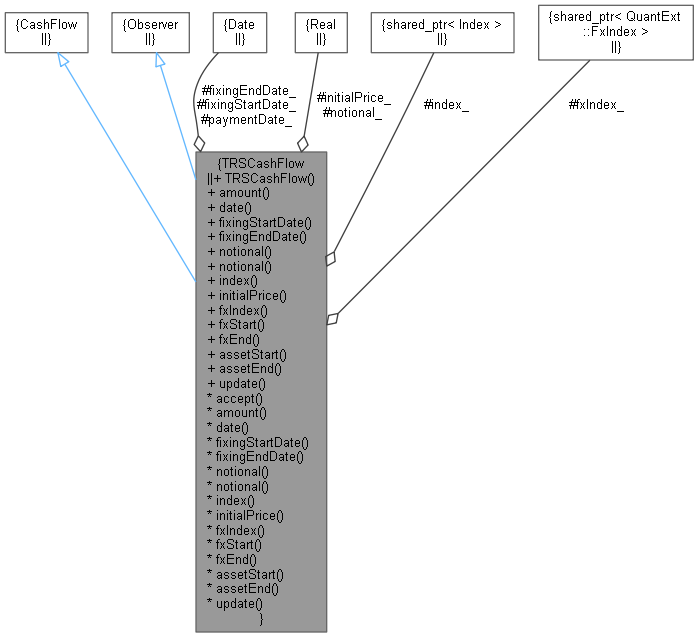 {CashFlow
||}
{Observer
||}
{Date
||}
{Real
||}
{shared_ptr< Index >
||}
{shared_ptr< QuantExt
::FxIndex >
||}
#fixingEndDate_
#fixingStartDate_
#paymentDate_
#initialPrice_
#notional_
#index_
#fxIndex_
{TRSCashFlow
||+ TRSCashFlow()
+ amount()
+ date()
+ fixingStartDate()
+ fixingEndDate()
+ notional()
+ notional()
+ index()
+ initialPrice()
+ fxIndex()
+ fxStart()
+ fxEnd()
+ assetStart()
+ assetEnd()
+ update()
* accept()
* amount()
* date()
* fixingStartDate()
* fixingEndDate()
* notional()
* notional()
* index()
* initialPrice()
* fxIndex()
* fxStart()
* fxEnd()
* assetStart()
* assetEnd()
* update()
}